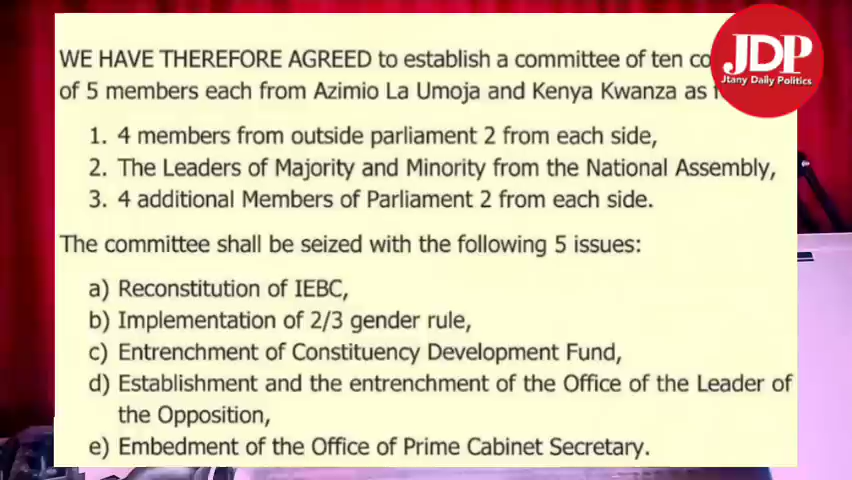 WE HAVE THEREFORE AGREED to establish a committee of ten
of 5 members each from Azimio La Umoja and Kenya Kwanza as
1. 4 members from outside parliament 2 from each side,
2. The Leaders of Majority and Minority from the National Assembly,
3. 4 additional Members of Parliament 2 from each side.
The committee shall be seized with the following 5 issues:
a) Reconstitution of IEBC,
b) Implementation of 2/3 gender rule,
c) Entrenchment of Constituency Development Fund,
d) Establishment and the entrenchment of the Office of the Leader of
the Opposition,
e) Embedment of the Office of Prime Cabinet Secretary.
JDP
Jtany Daily Politics